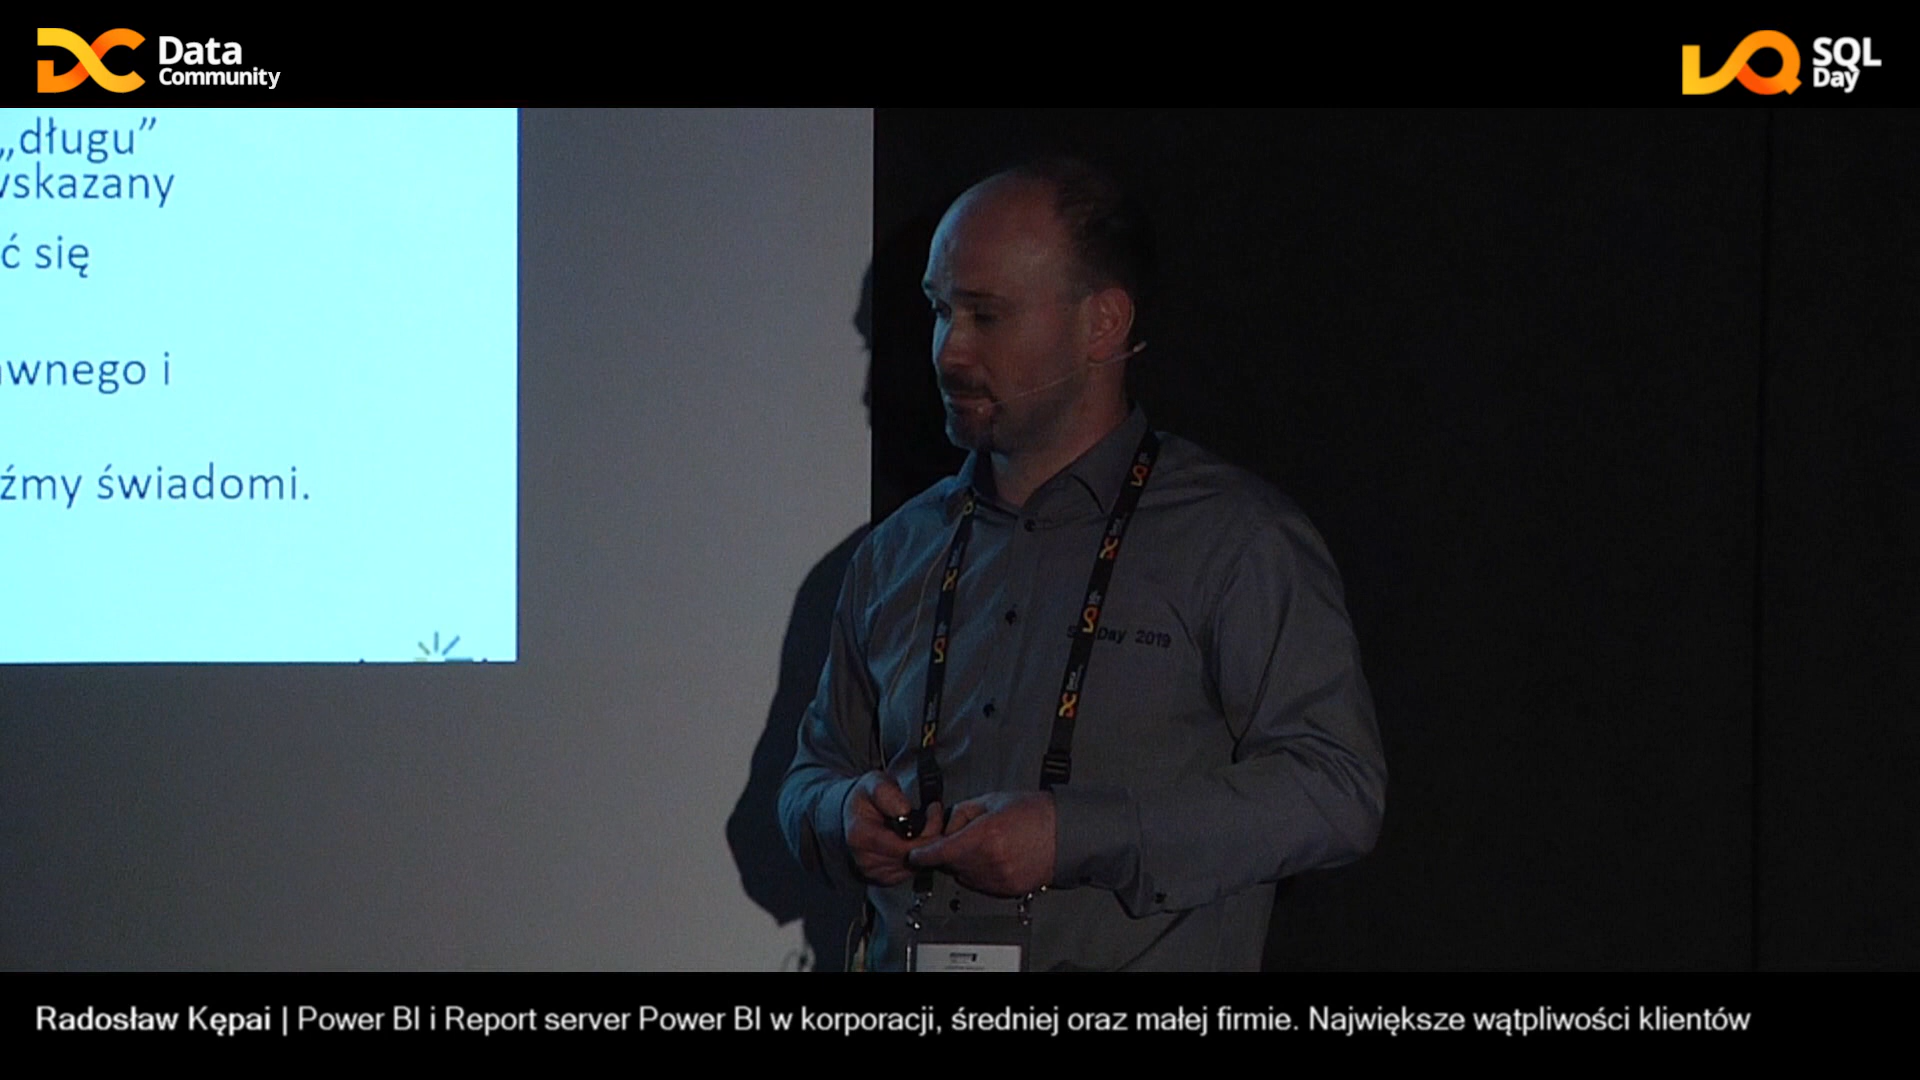 Data
Community
SQL
Day
„długu”
wskazany
ć się
wnego i
źmy świadomi.
Day 2019
Radosław Kępai | Power BI i Report server Power BI w korporacji, średniej oraz małej firmie. Największe wątpliwości klientów